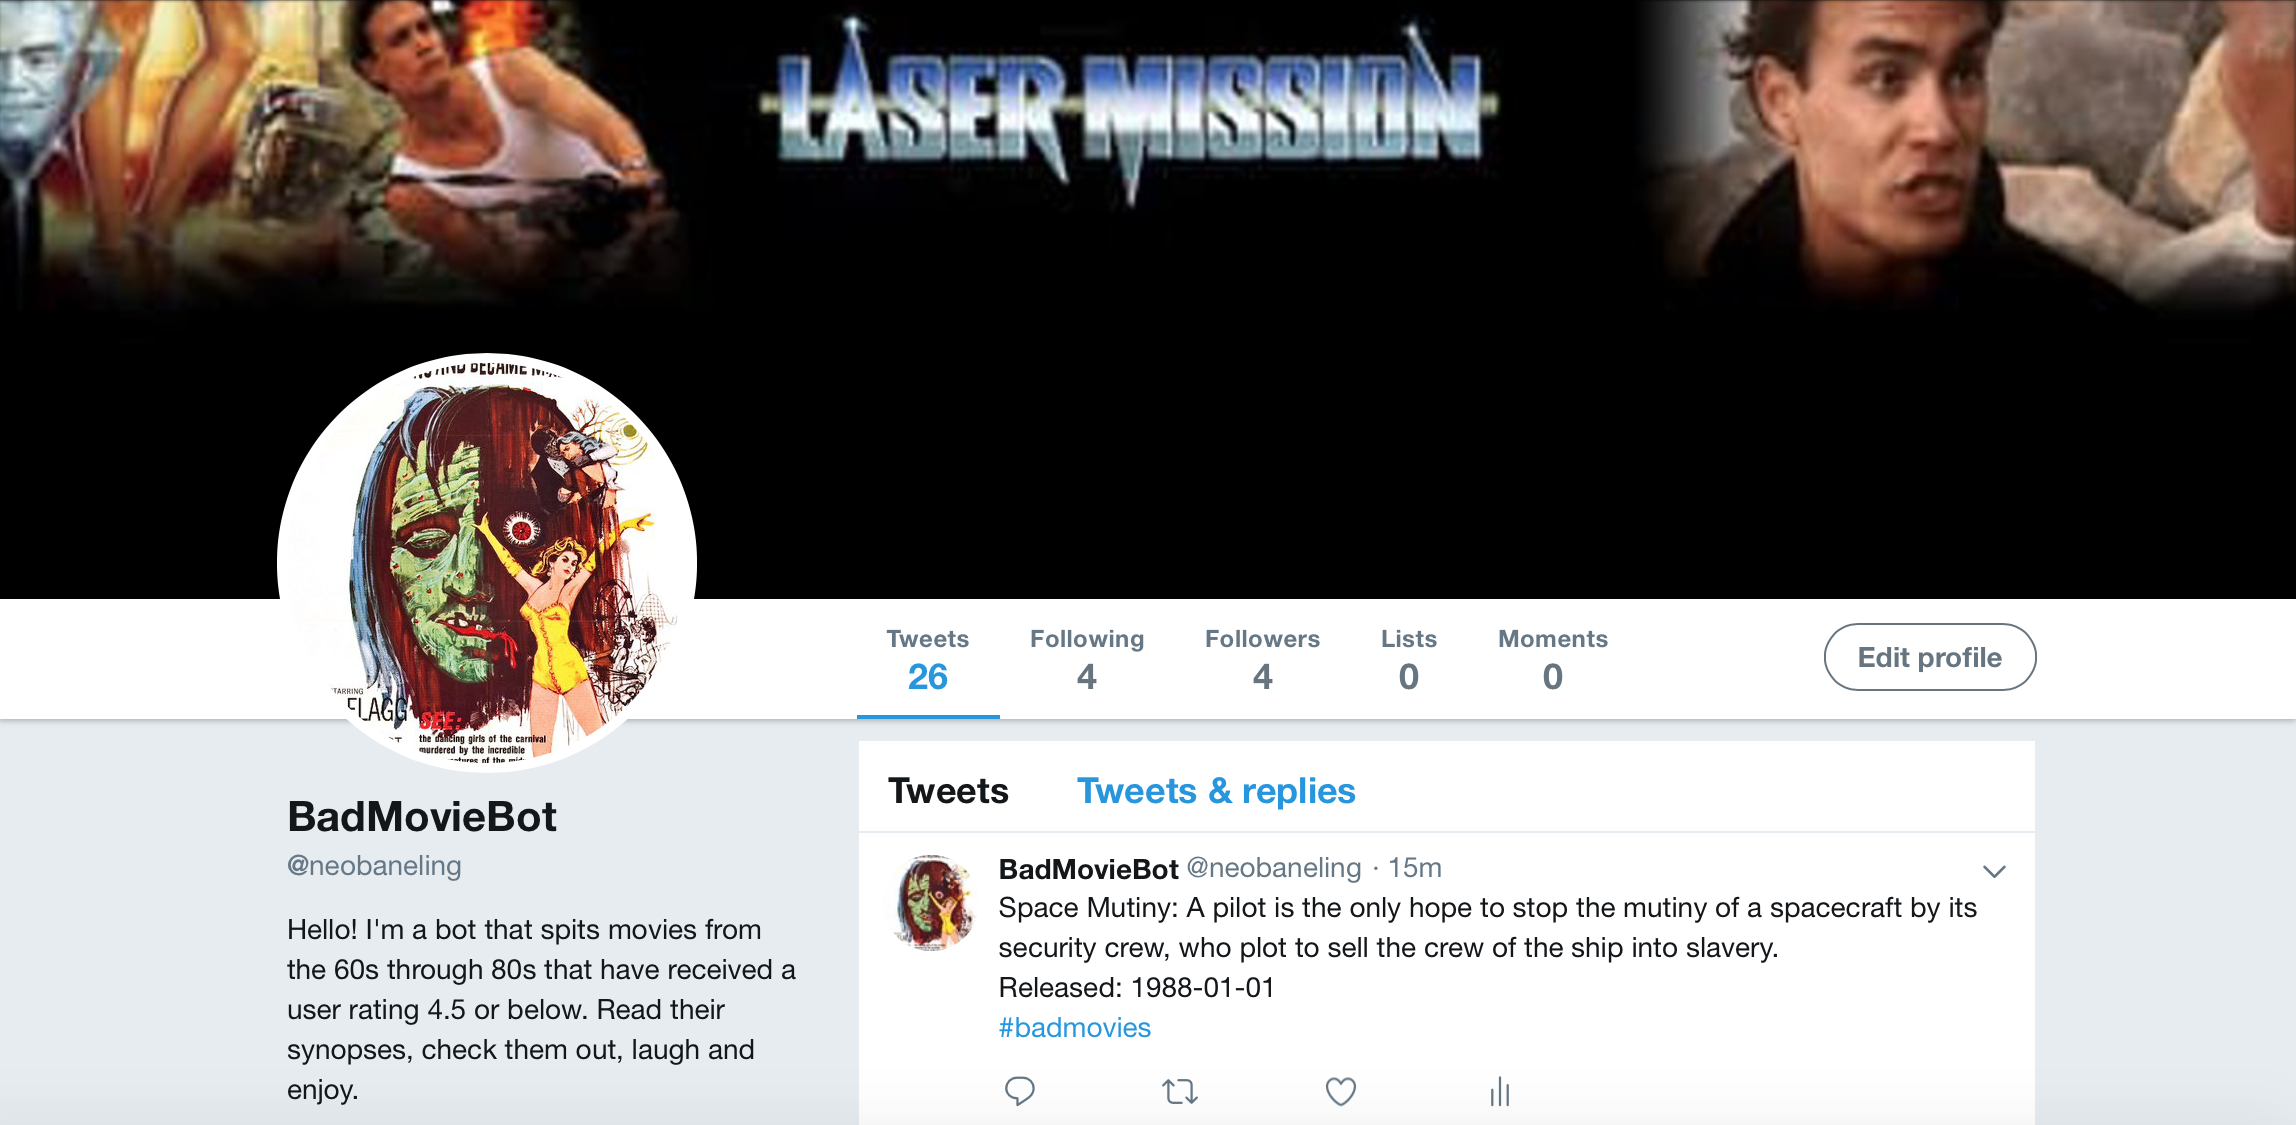 LASER MISSION
AND BECAME
TARRING
FLAGG
SEE:
the dancing girls of the carnival
murdered by the incredible
of the
Tweets Following Followers Lists Moments
26 4 4 0 0
Edit profile
BadMovieBot
@neobaneling
Hello! I'm a bot that spits movies from
the 60s through 80s that have received a
user rating 4.5 or below. Read their
synopses, check them out, laugh and
enjoy.
Tweets Tweets & replies
BadMovieBot @neobaneling · 15m
Space Mutiny: A pilot is the only hope to stop the mutiny of a spacecraft by its
security crew, who plot to sell the crew of the ship into slavery.
Released: 1988-01-01
#badmovies